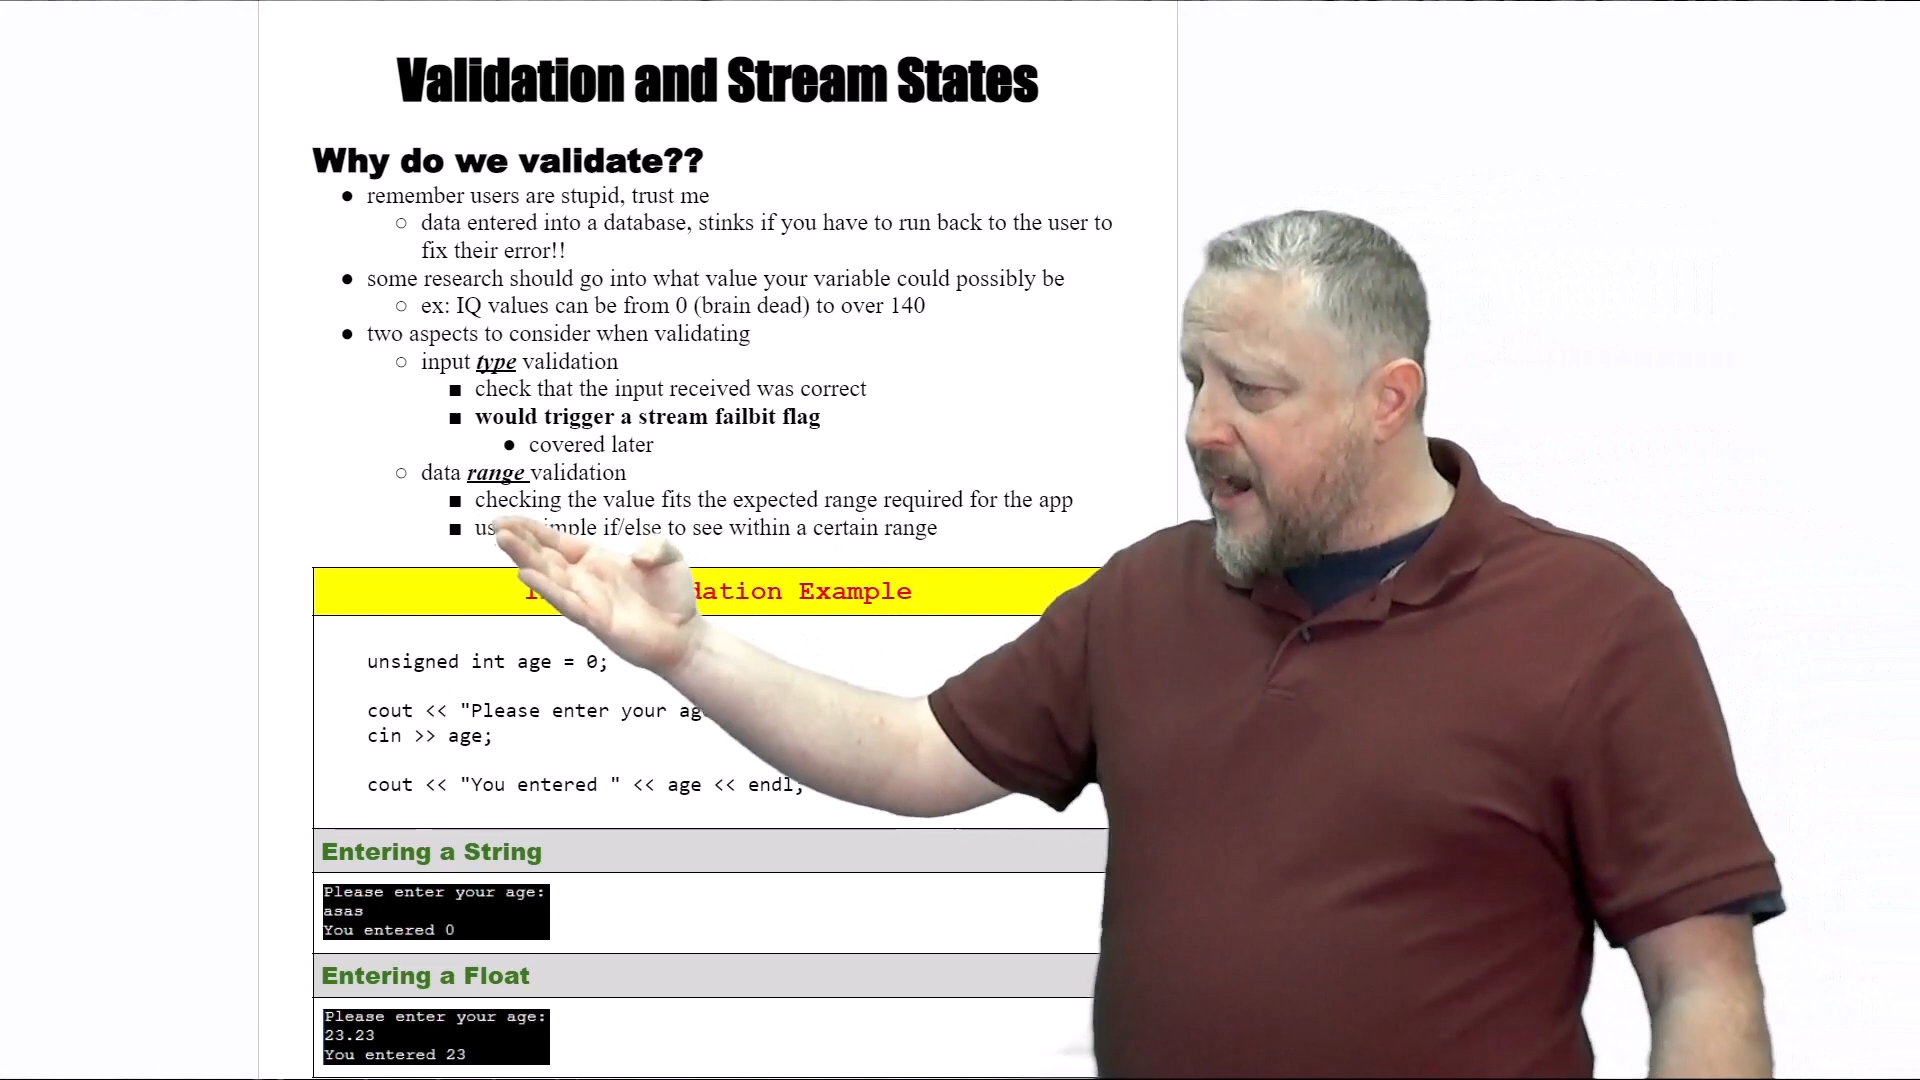 Validation and Stream States
Why do we validate??
● remember users are stupid, trust me
○ data entered into a database, stinks if you have to run back to the user to
fix their error!!
● some research should go into what value your variable could possibly be
○ ex: IQ values can be from 0 (brain dead) to over 140
● two aspects to consider when validating
○ input type validation
■ check that the input received was correct
■ would trigger a stream failbit flag
● covered later
○ data range validation
■ checking the value fits the expected range required for the app
■ if/else to see within a certain range
Example
unsigned int age = 0;
cout << "Please enter your
cin >> age;
cout << "You entered " << age << endl;
Entering a String
Please enter your age:
asas
You entered 0
Entering a Float
Please enter your age:
23.23
You entered 23